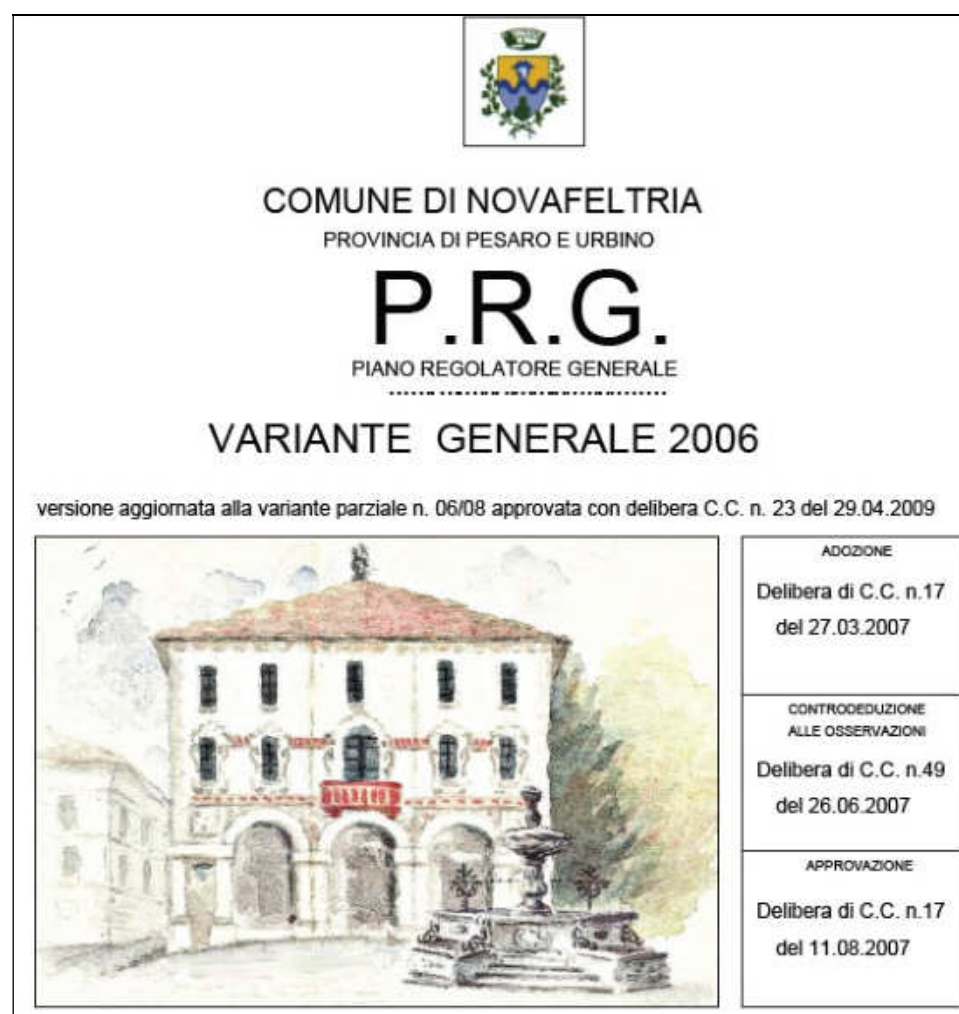 COMUNE DI NOVAFELTRIA
PROVINCIA DI PESARO E URBINO
P.R.G.
PIANO REGOLATORE GENERALE
VARIANTE GENERALE 2006
versione aggiornata alla variante parziale n. 06/08 approvata con delibera C.C. n. 23 del 29.04.2009
ADOZIONE
Delibera di C.C. n.17
del 27.03.2007
CONTRODEDUZIONE
ALLE OSSERVAZIONI
Delibera di C.C. n.49
del 26.06.2007
APPROVAZIONE
Delibera di C.C. n.17
del 11.08.2007